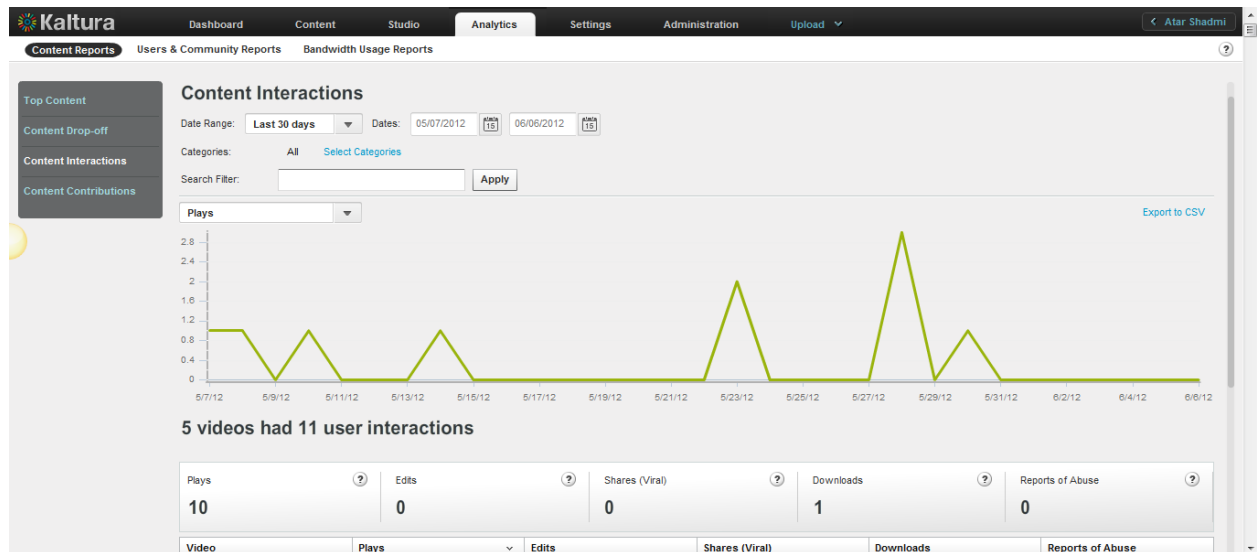 Kaltura Dashboard Content Studio Analytics Settings Administration Upload Atar Shadmi
Content Reports Users & Community Reports Bandwidth Usage Reports ?
Top Content
Content Drop-off
Content Interactions
Content Contributions
Content Interactions
Date Range: Last 30 days Dates: 05/07/2012 15 06/06/2012 15
Categories: All Select Categories
Search Filter: Apply
Plays Export to CSV
2.8
2.4
2
1.6
1.2
0.8
0.4
0
5/7/12 5/9/12 5/11/12 5/13/12 5/15/12 5/17/12 5/19/12 5/21/12 5/23/12 5/25/12 5/27/12 5/29/12 5/31/12 6/2/12 6/4/12 6/6/12
5 videos had 11 user interactions
Plays ? Edits ? Shares (Viral) ? Downloads ? Reports of Abuse ?
10 0 0 1 0
Video Plays Edits Shares (Viral) Downloads Reports of Abuse